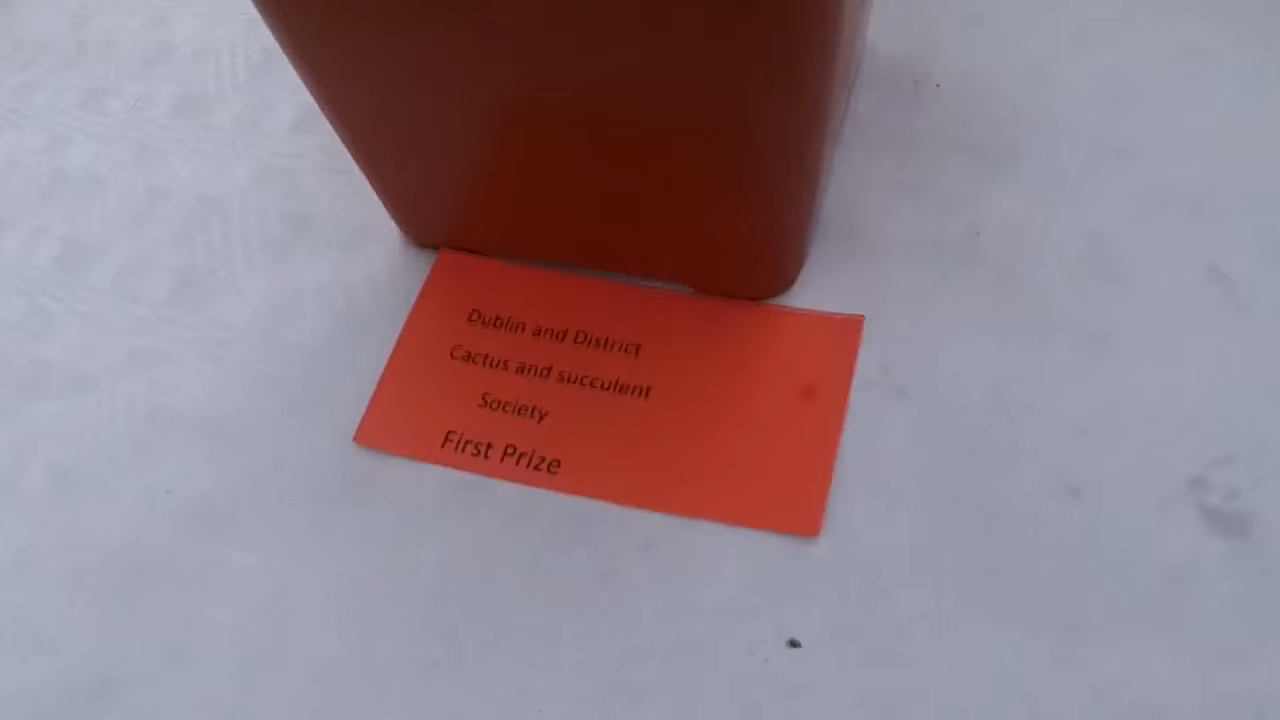 Dublin and District
Cactus and succulent
Society
First Prize